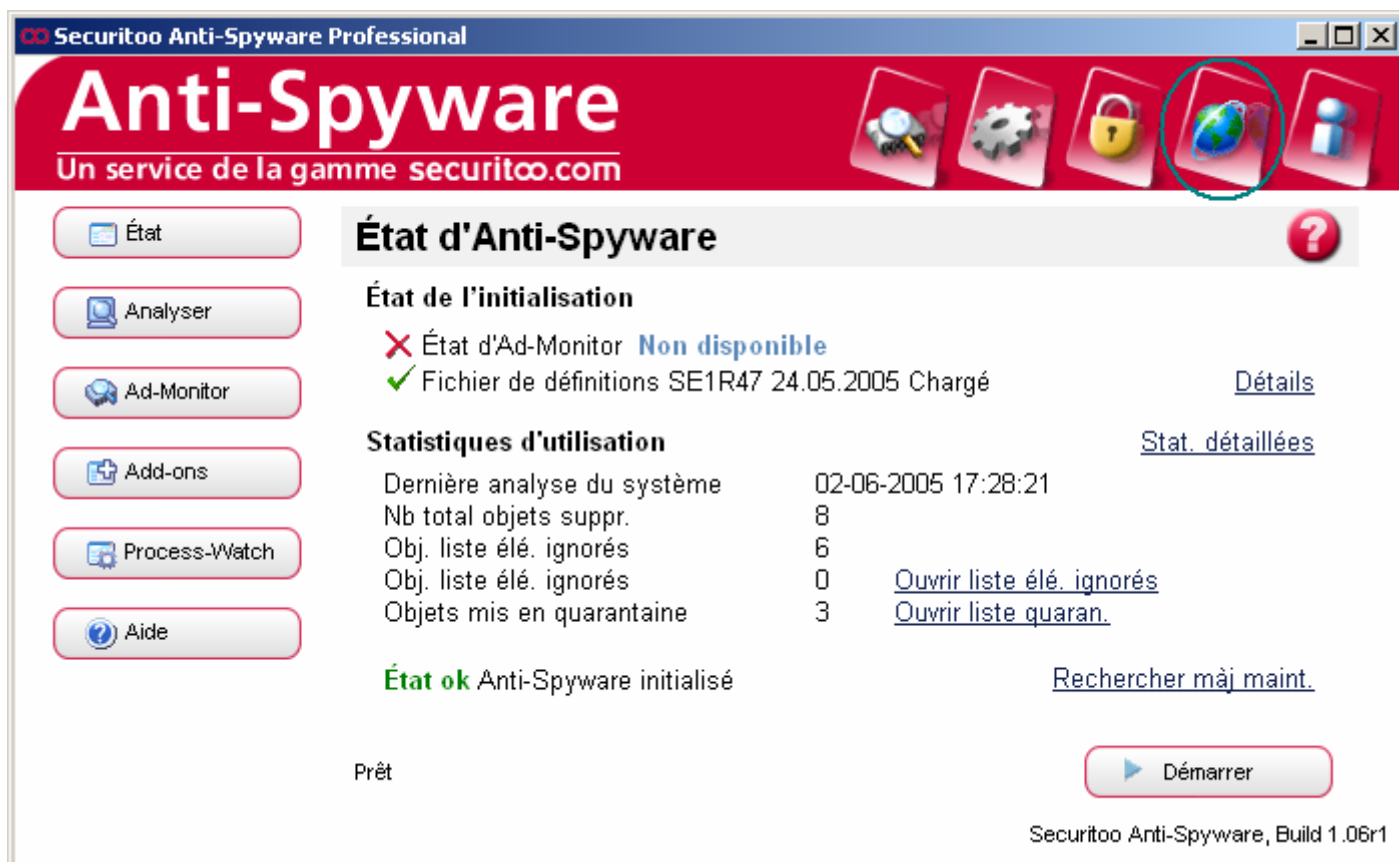 Securitoo Anti-Spyware Professional
Anti-Spyware
Un service de la gamme securitoo.com
État
Analyser
Ad-Monitor
Add-ons
Process-Watch
Aide
État d'Anti-Spyware
?
État de l'initialisation
État d'Ad-Monitor Non disponible
Fichier de définitions SE1R47 24.05.2005 Chargé Détails
Statistiques d'utilisation Stat. détaillées
Dernière analyse du système 02-06-2005 17:28:21
Nb total objets suppr. 8
Obj. liste élé. ignorés 6
Obj. liste élé. ignorés 0 Ouvrir liste élé. ignorés
Objets mis en quarantaine 3 Ouvrir liste quaran.
État ok Anti-Spyware initialisé Rechercher màj maint.
Prêt
Démarrer
Securitoo Anti-Spyware, Build 1.06r1